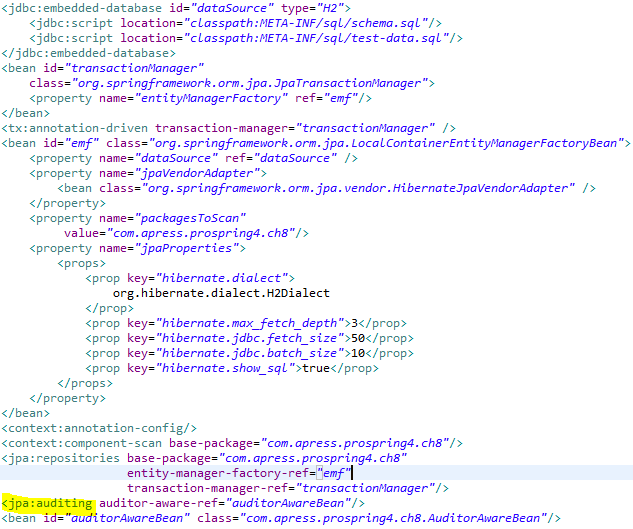 <jdbc:embedded-database id="dataSource" type="H2">
    <jdbc:script location="classpath:META-INF/sql/schema.sql"/>
    <jdbc:script location="classpath:META-INF/sql/test-data.sql"/>
</jdbc:embedded-database>
<bean id="transactionManager"
    class="org.springframework.orm.jpa.JpaTransactionManager">
    <property name="entityManagerFactory" ref="emf"/>
</bean>
<tx:annotation-driven transaction-manager="transactionManager" />
<bean id="emf" class="org.springframework.orm.jpa.LocalContainerEntityManagerFactoryBean">
    <property name="dataSource" ref="dataSource" />
    <property name="jpaVendorAdapter">
        <bean class="org.springframework.orm.jpa.vendor.HibernateJpaVendorAdapter" />
    </property>
    <property name="packagesToScan"
         value="com.apress.prospring4.ch8"/>
    <property name="jpaProperties">
        <props>
            <prop key="hibernate.dialect">
                org.hibernate.dialect.H2Dialect
            </prop>
            <prop key="hibernate.max_fetch_depth">3</prop>
            <prop key="hibernate.jdbc.fetch_size">50</prop>
            <prop key="hibernate.jdbc.batch_size">10</prop>
            <prop key="hibernate.show_sql">true</prop>
        </props>
    </property>
</bean>
<context:annotation-config/>
<context:component-scan base-package="com.apress.prospring4.ch8"/>
<jpa:repositories base-package="com.apress.prospring4.ch8"
                  entity-manager-factory-ref="emf"
                  transaction-manager-ref="transactionManager"/>
<jpa:auditing auditor-aware-ref="auditorAwareBean"/>
<bean id="auditorAwareBean" class="com.apress.prospring4.ch8.AuditorAwareBean"/>